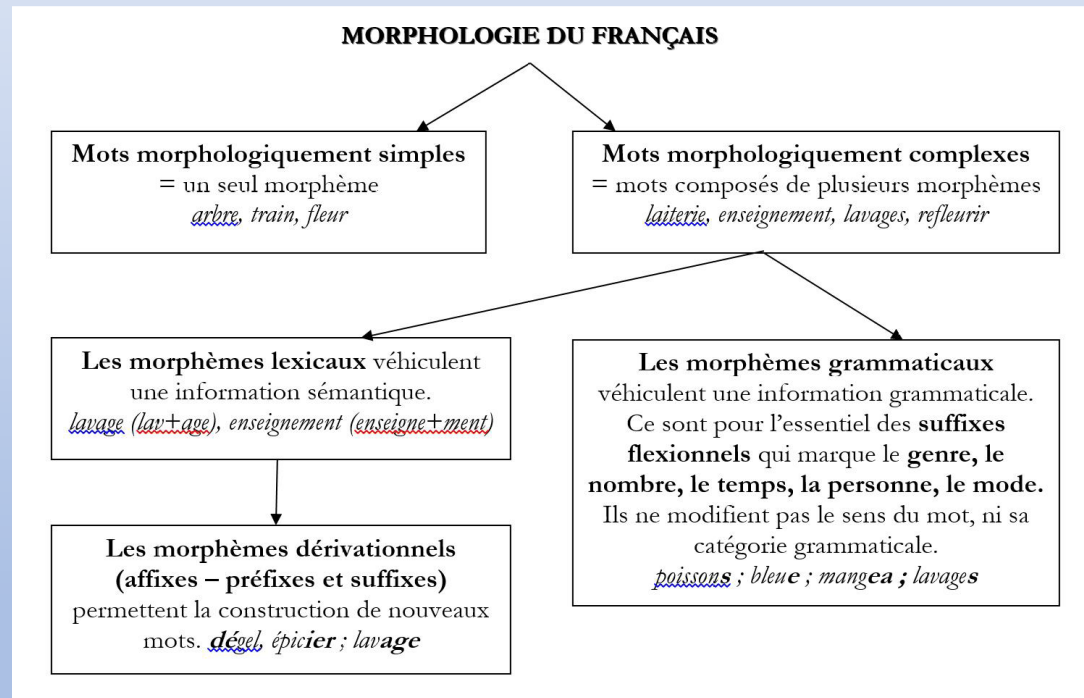 MORPHOLOGIE DU FRANÇAIS
Mots morphologiquement simples
= un seul morphème
arbre, train, fleur
Mots morphologiquement complexes
= mots composés de plusieurs morphèmes
laiterie, enseignement, lavages, refleurir
Les morphèmes lexicaux véhiculent
une information sémantique.
lavage (lav+age), enseignement (enseigne+ment)
Les morphèmes grammaticaux
véhiculent une information grammaticale.
Ce sont pour l’essentiel des suffixes
flexionnels qui marque le genre, le
nombre, le temps, la personne, le mode.
Ils ne modifient pas le sens du mot, ni sa
catégorie grammaticale.
poissons ; bleue ; mangea ; lavages
Les morphèmes dérivationnels
(affixes – préfixes et suffixes)
permettent la construction de nouveaux
mots. dégel, épicier ; lavage